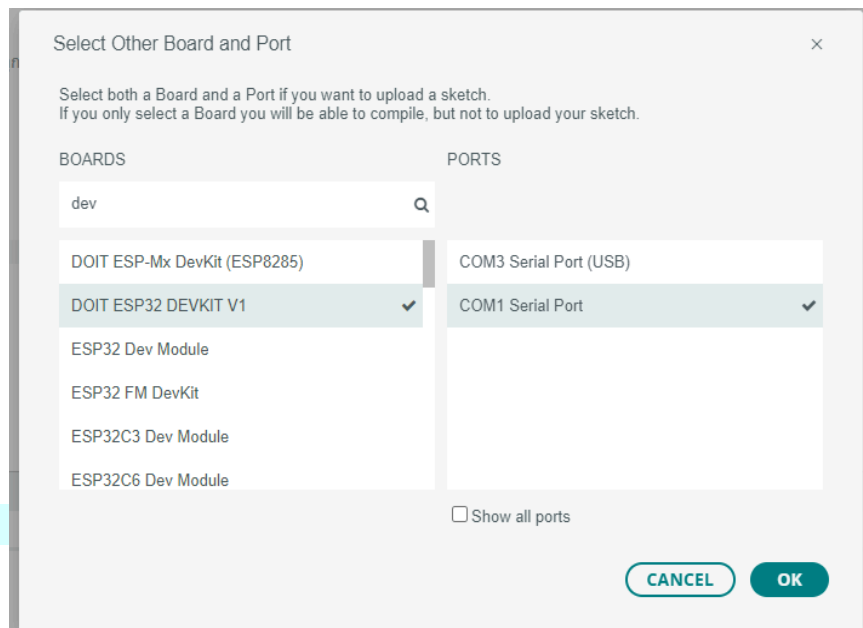 Select Other Board and Port
Select both a Board and a Port if you want to upload a sketch.
If you only select a Board you will be able to compile, but not to upload your sketch.
BOARDS
PORTS
dev
DOIT ESP-Mx DevKit (ESP8285)
DOIT ESP32 DEVKIT V1
ESP32 Dev Module
ESP32 FM DevKit
ESP32C3 Dev Module
ESP32C6 Dev Module
COM3 Serial Port (USB)
COM1 Serial Port
Show all ports
CANCEL
OK